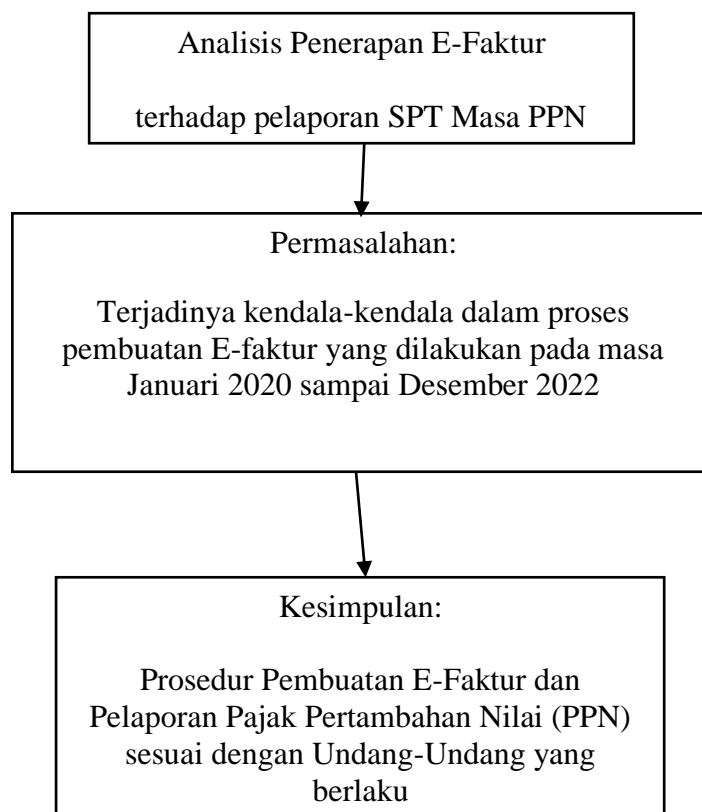 Analisis Penerapan E-Faktur
terhadap pelaporan SPT Masa PPN
Permasalahan:
Terjadinya kendala-kendala dalam proses
pembuatan E-faktur yang dilakukan pada masa
Januari 2020 sampai Desember 2022
Kesimpulan:
Prosedur Pembuatan E-Faktur dan
Pelaporan Pajak Pertambahan Nilai (PPN)
sesuai dengan Undang-Undang yang
berlaku